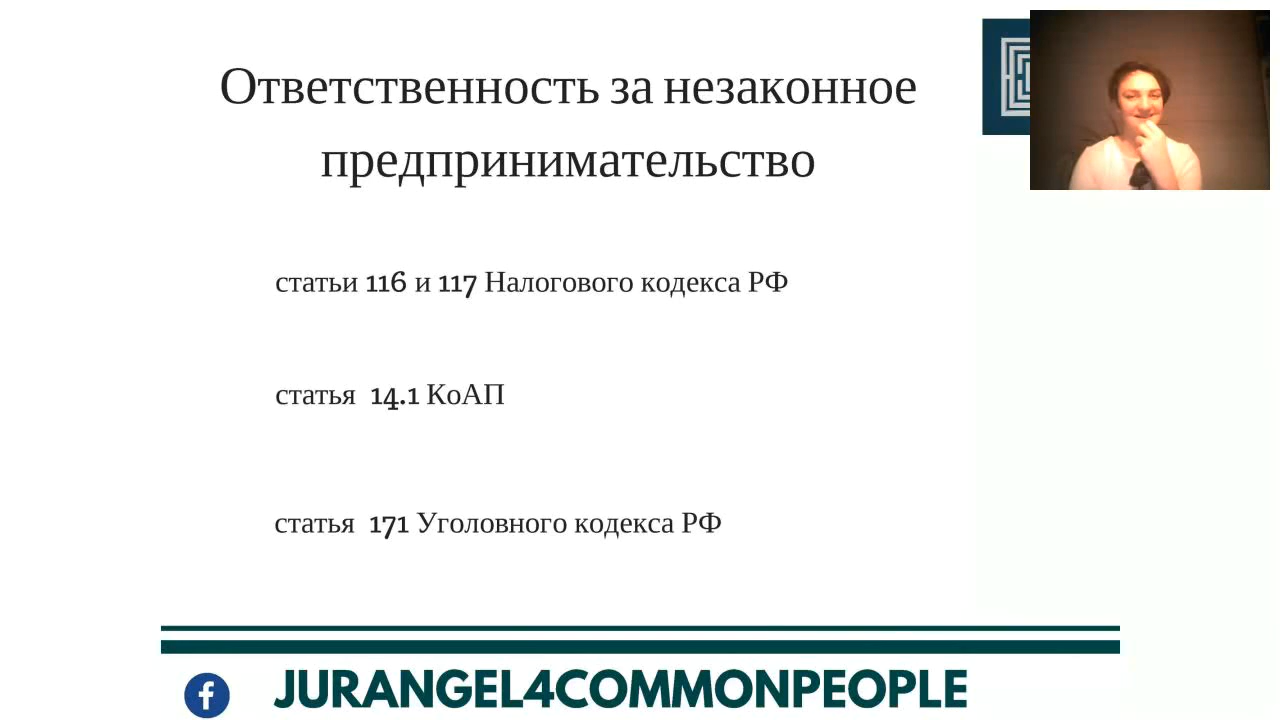 Ответственность за незаконное
предпринимательство
статьи 116 и 117 Налогового кодекса РФ
статья 14.1 КоАП
статья 171 Уголовного кодекса РФ
JURANGEL4COMMONPEOPLE